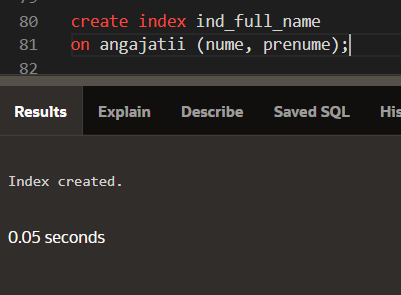 80 create index ind_full_name
81 on angajatii (nume, prenume);
82
Results Explain Describe Saved SQL
Index created.
0.05 seconds